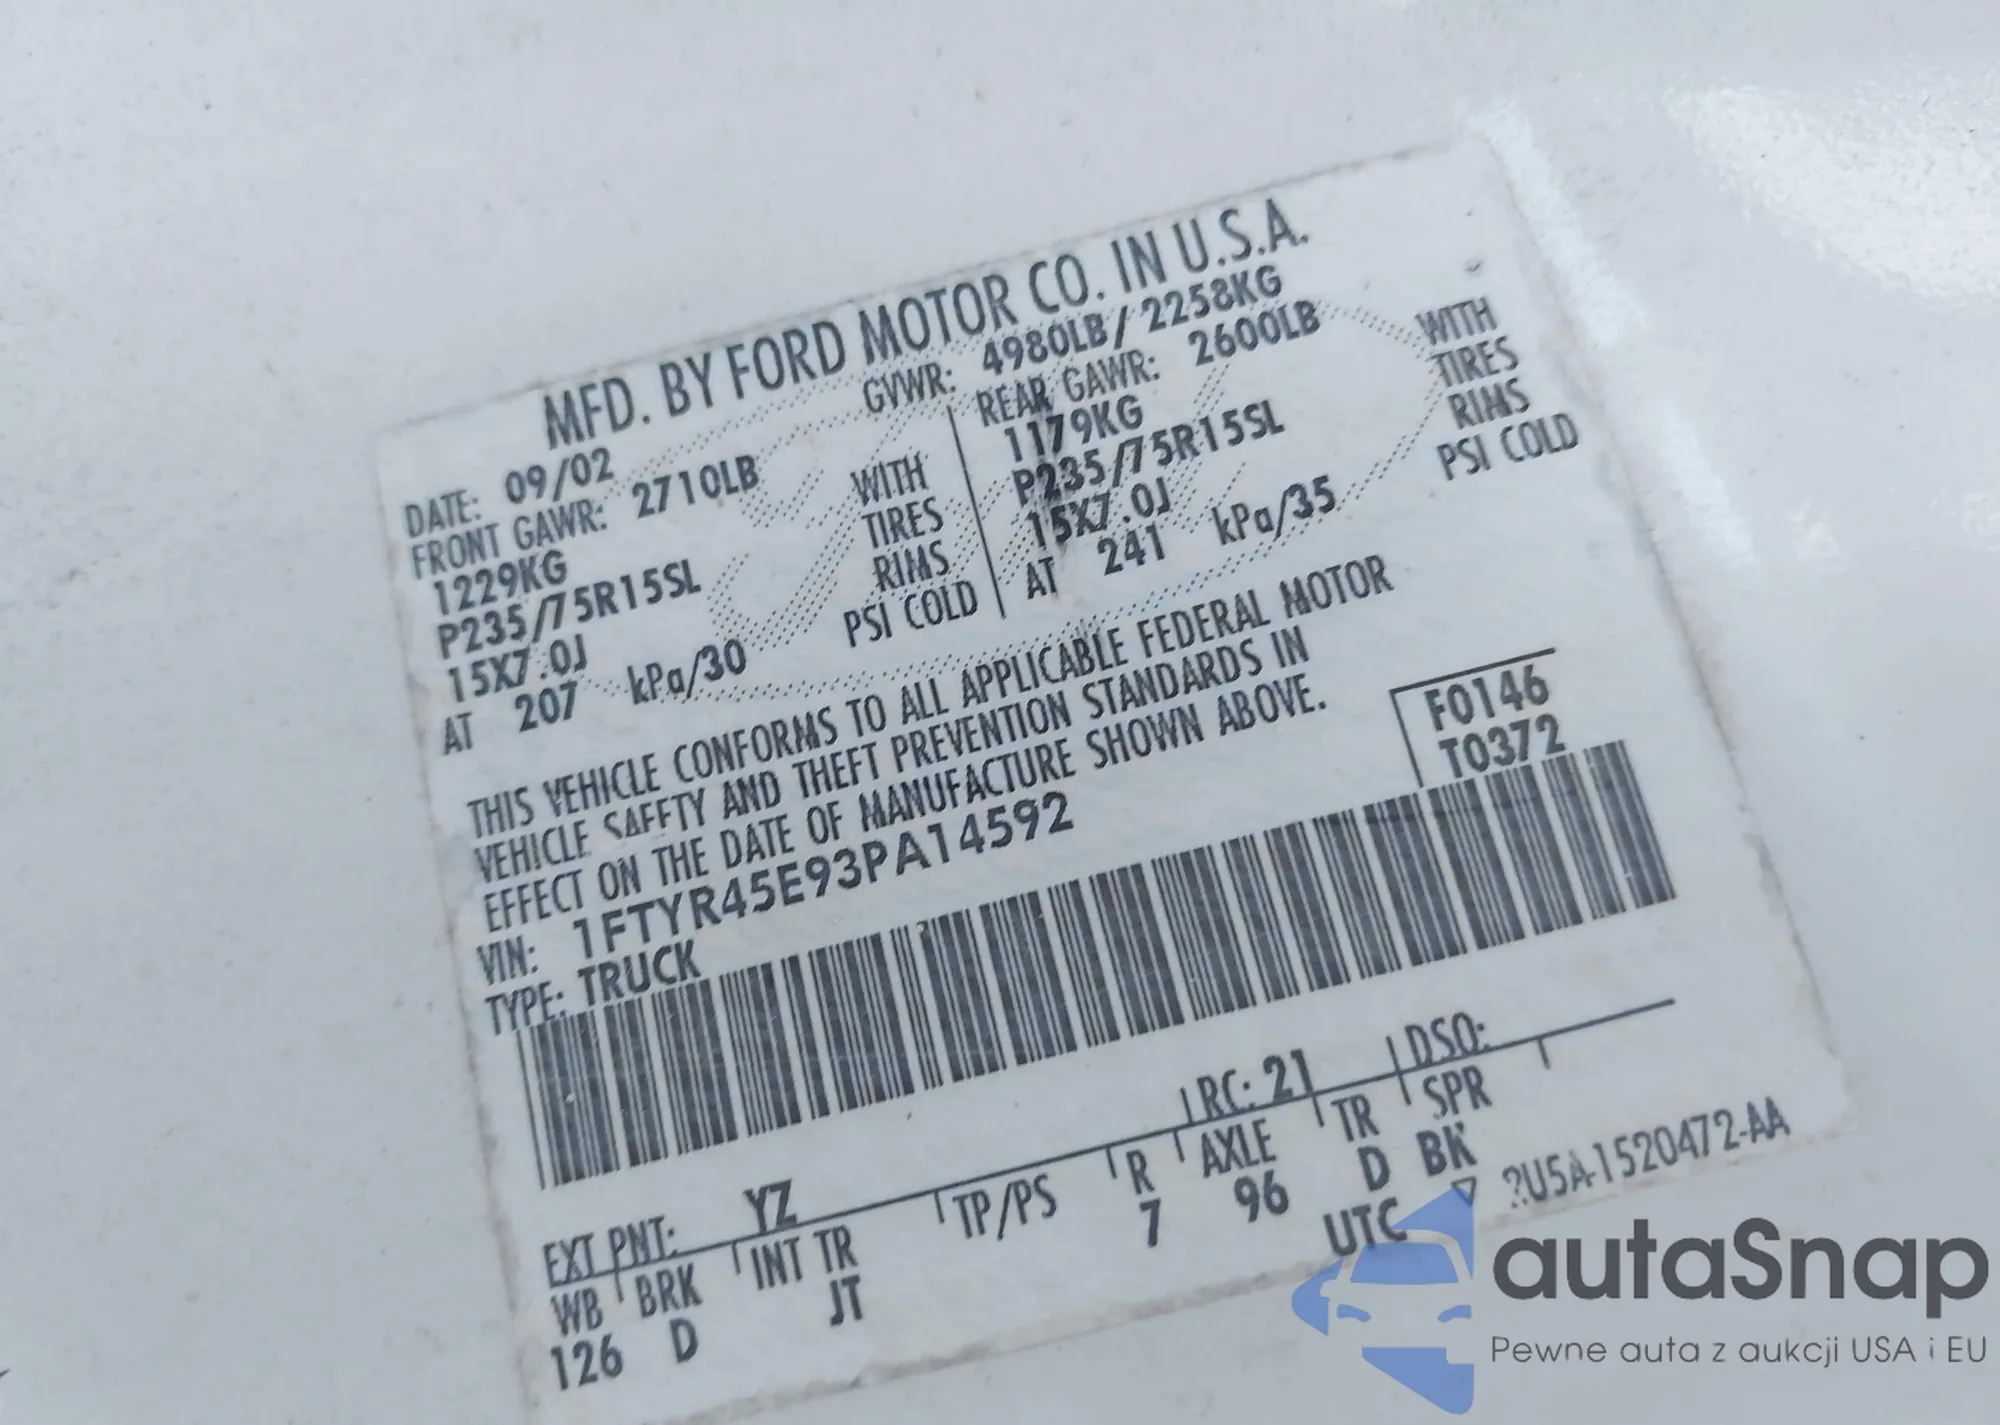 MFD. BY FORD MOTOR CO. IN U.S.A.
DATE: 09/02 GVWR: 4980LB/ 2258KG
FRONT GAWR: 2710LB REAR GAWR: 2600LB
1229KG WITH 1179KG WITH
P235/75R15SL TIRES P235/75R15SL TIRES
15X7.0J RIMS 15X7.0J RIMS
AT 207 kPa/30 PSI COLD AT 241 kPa/35 PSI COLD
THIS VEHICLE CONFORMS TO ALL APPLICABLE FEDERAL MOTOR
VEHICLE SAFETY AND THEFT PREVENTION STANDARDS IN
EFFECT ON THE DATE OF MANUFACTURE SHOWN ABOVE.
VIN: 1FTYR45E93PA14592 F0146
TYPE: TRUCK T0372
EXT PNT: YZ RC: 21 DSO:
WB BRK INT TR TP/PS R AXLE TR SPR
126 D JT 7 96 D BK
UTC ▽ 2U5A-1520472-AA
autaSnap
Pewne auta z aukcji USA i EU